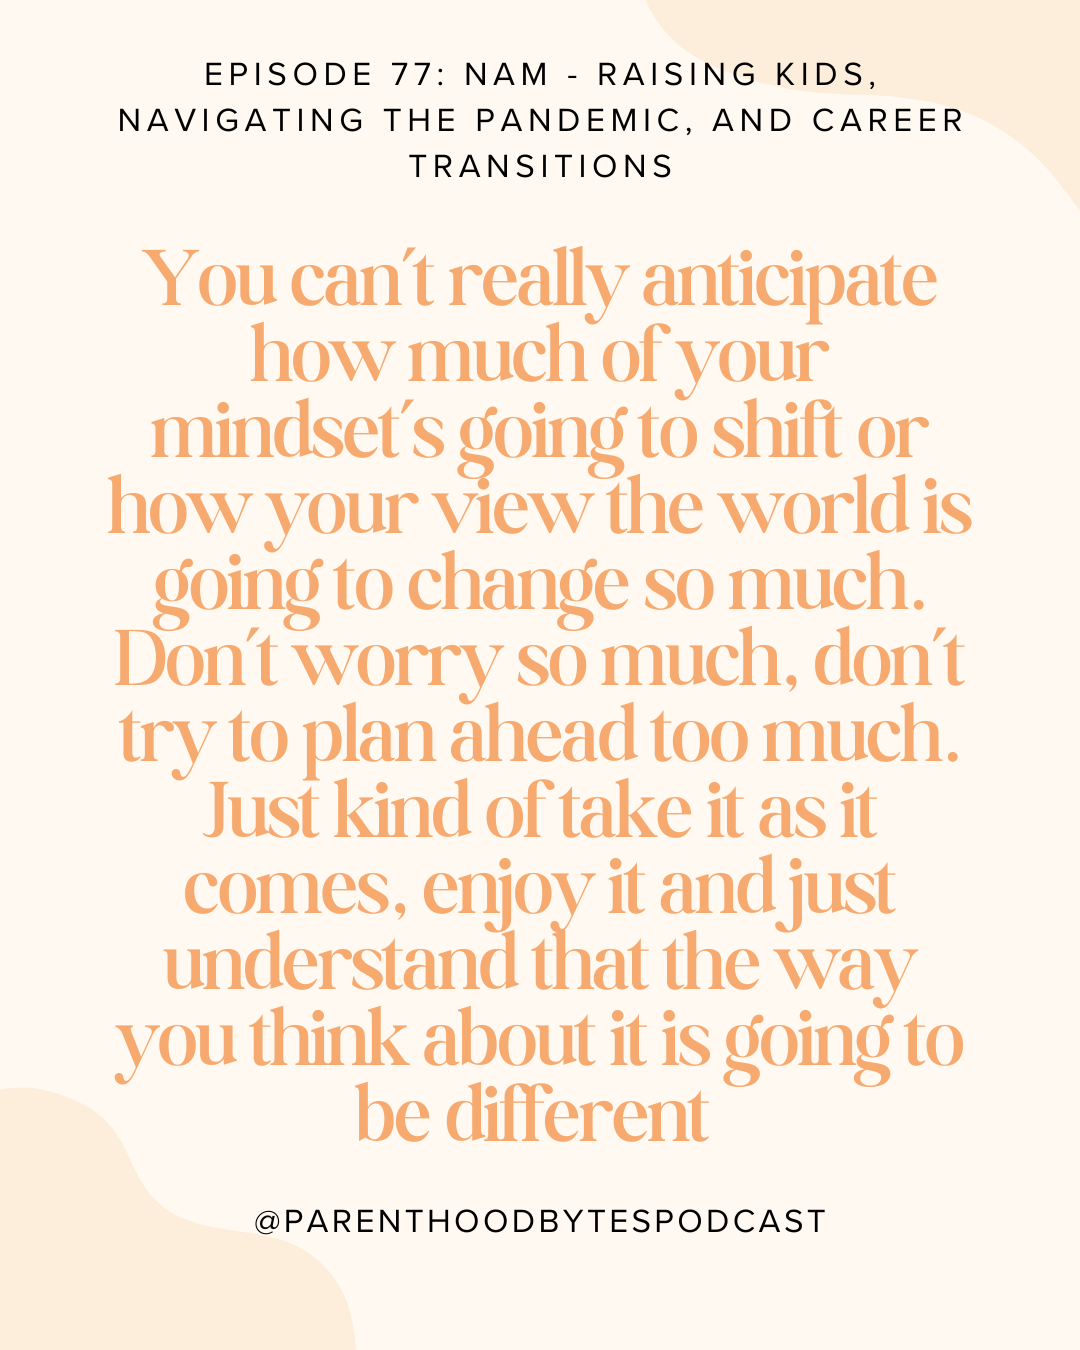 EPISODE 77: NAM - RAISING KIDS,
NAVIGATING THE PANDEMIC, AND CAREER
TRANSITIONS
You can't really anticipate
how much of your
mindset's going to shift or
how your view the world is
going to change so much.
Don't worry so much, don't
try to plan ahead too much.
Just kind of take it as it
comes, enjoy it and just
understand that the way
you think about it is going to
be different
@PARENTHOODBYTESPODCAST